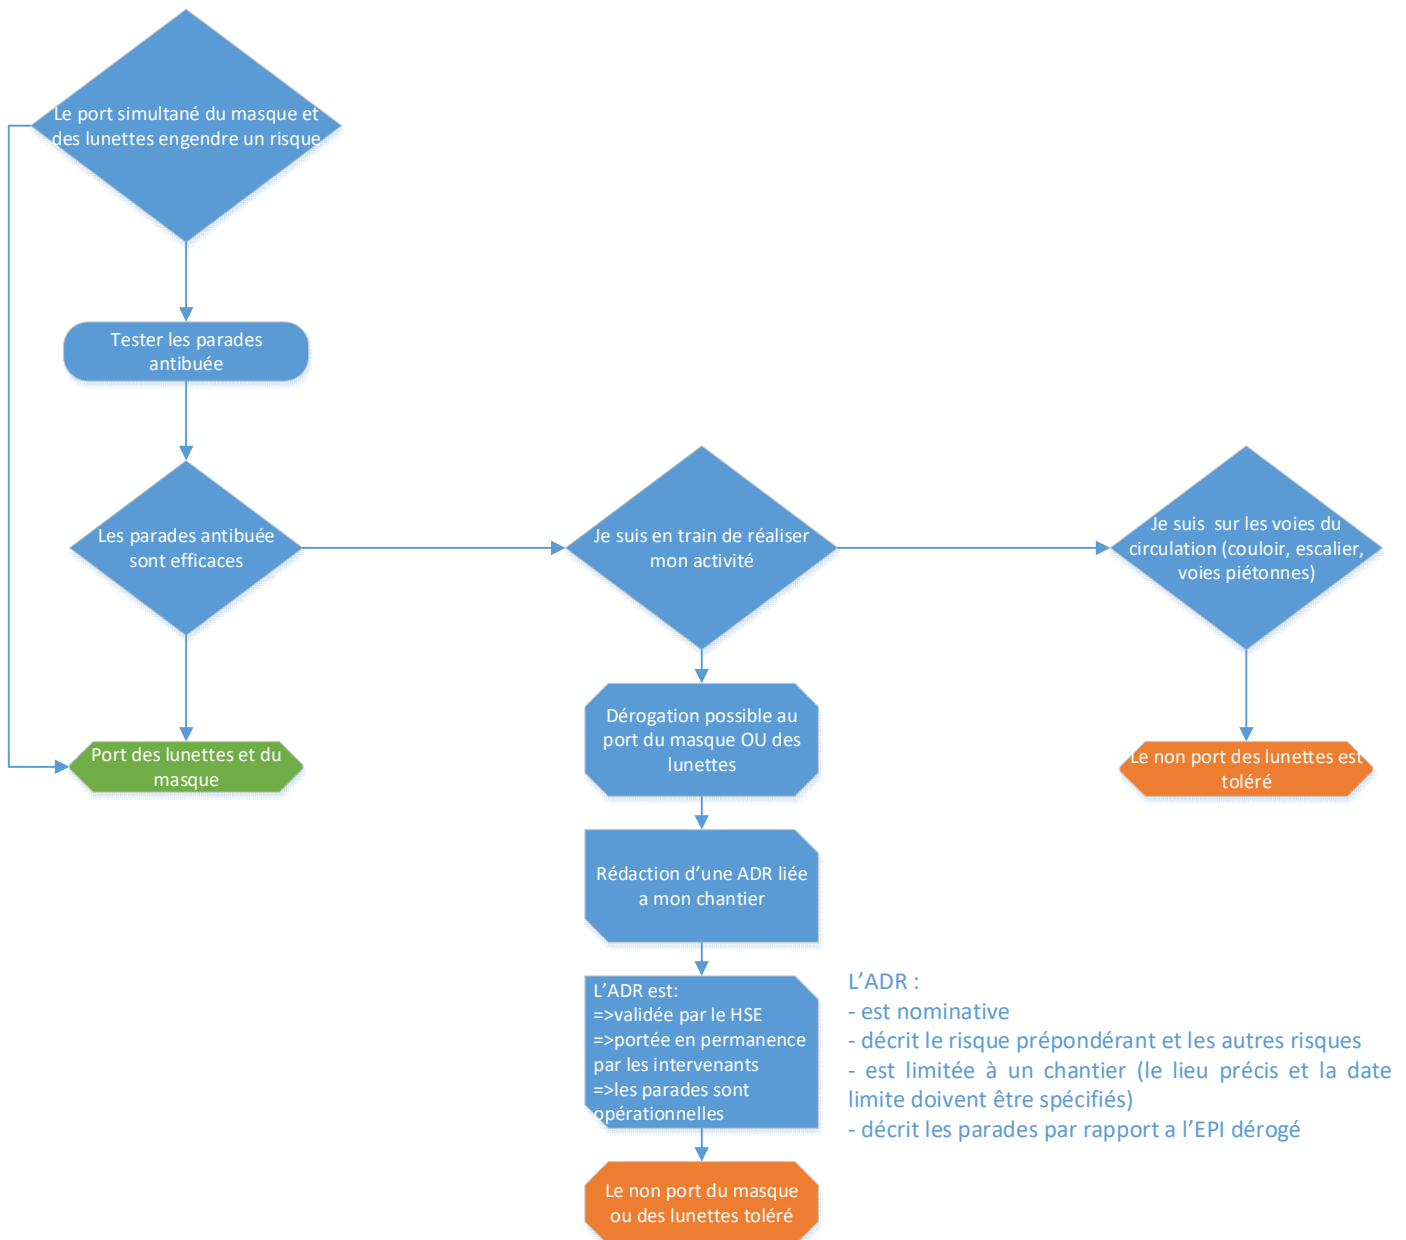 Le port simultané du masque et
des lunettes engendre un risque
Tester les parades
antibuée
Les parades antibuée
sont efficaces
Je suis en train de réaliser
mon activité
Je suis  sur les voies du
circulation (couloir, escalier,
voies piétonnes)
Port des lunettes et du
masque
Dérogation possible au
port du masque OU des
lunettes
Le non port des lunettes est
toléré
Rédaction d’une ADR liée
a mon chantier
L’ADR est:
=>validée par le HSE
=>portée en permanence
par les intervenants
=>les parades sont
opérationnelles
L’ADR :
- est nominative
- décrit le risque prépondérant et les autres risques
- est limitée à un chantier (le lieu précis et la date
limite doivent être spécifiés)
- décrit les parades par rapport a l’EPI dérogé
Le non port du masque
ou des lunettes toléré